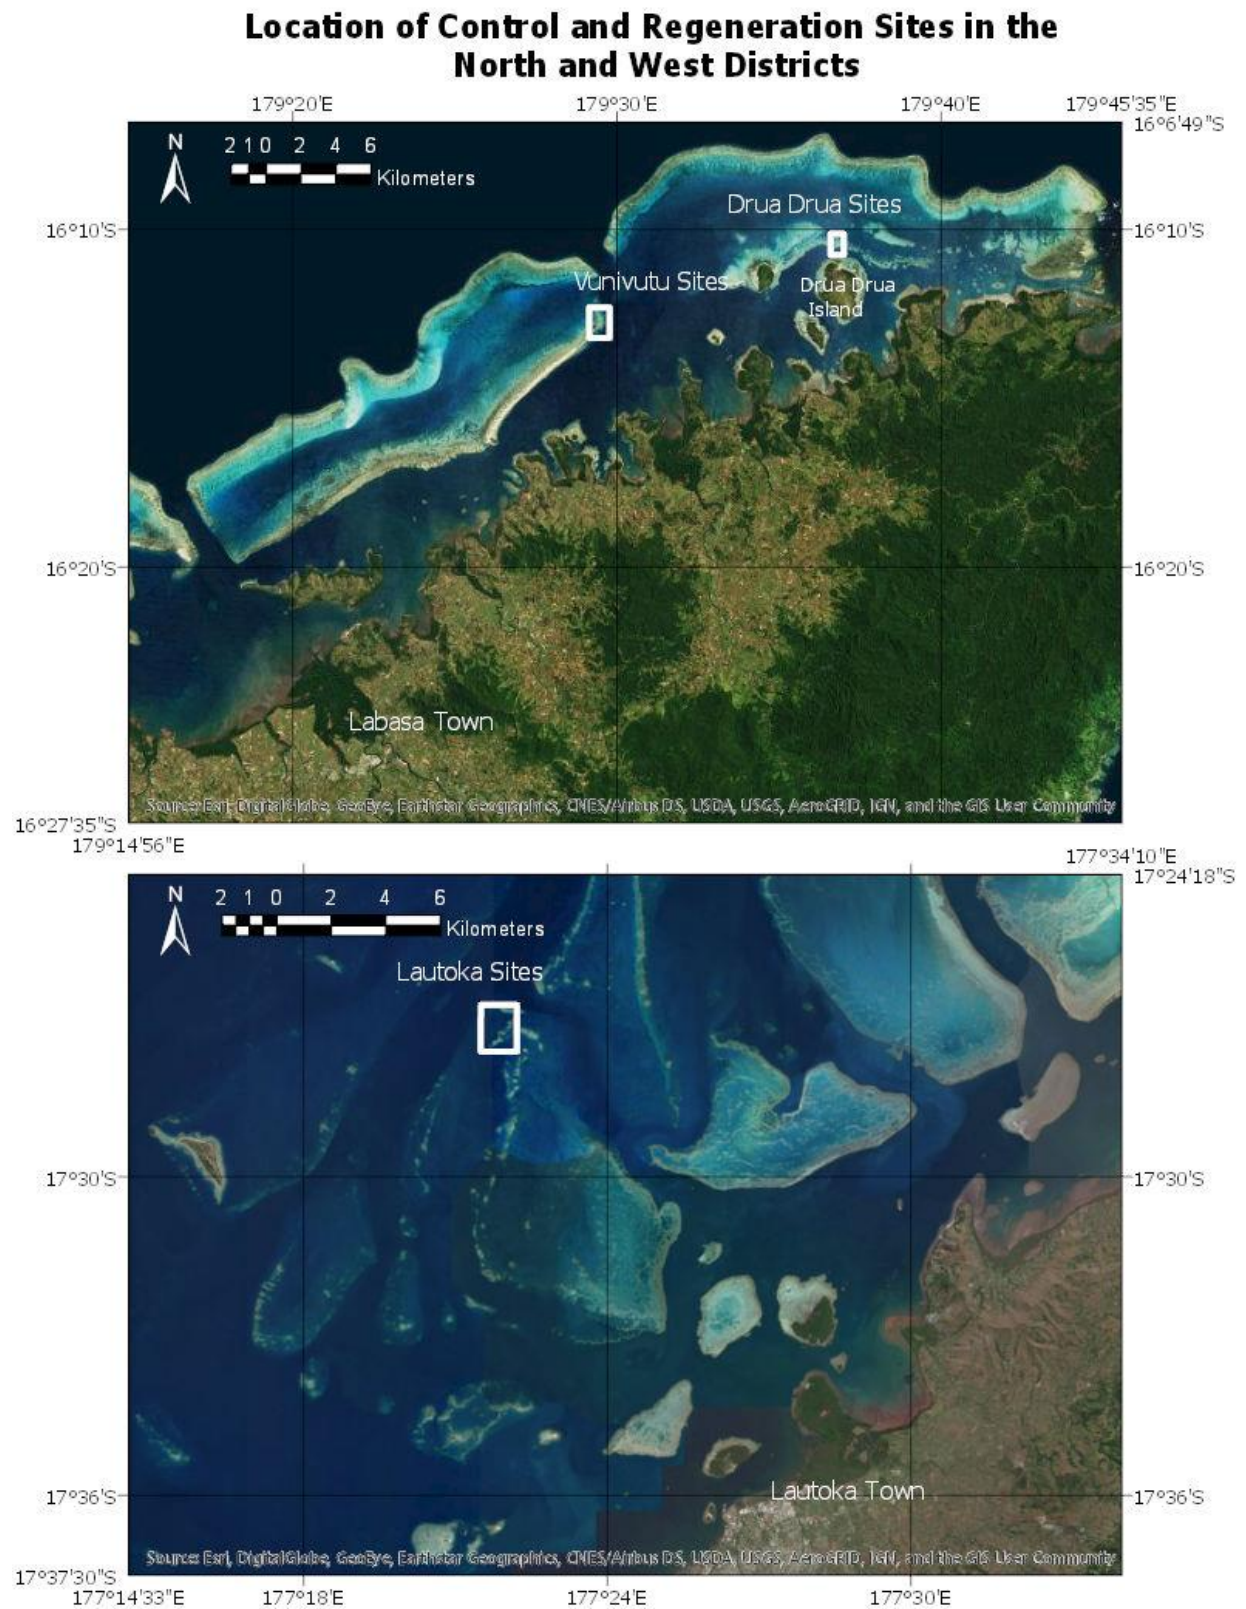 Location of Control and Regeneration Sites in the
North and West Districts
179°20'E 179°30'E 179°40'E 179°45'35"E
16°6'49"S
N
2 1 0 2 4 6
Kilometers
Drua Drua Sites
16°10'S 16°10'S
Vunivutu Sites
Drua Drua
Island
16°20'S 16°20'S
Labasa Town
Source: Esri, DigitalGlobe, GeoEye, Earthstar Geographics, CNES/Airbus DS, USDA, USGS, AeroGRID, IGN, and the GIS User Community
16°27'35"S
179°14'56"E
177°34'10"E
17°24'18"S
N
2 1 0 2 4 6
Kilometers
Lautoka Sites
17°30'S 17°30'S
Lautoka Town
17°36'S 17°36'S
Source: Esri, DigitalGlobe, GeoEye, Earthstar Geographics, CNES/Airbus DS, USDA, USGS, AeroGRID, IGN, and the GIS User Community
17°37'30"S
177°14'33"E 177°18'E 177°24'E 177°30'E